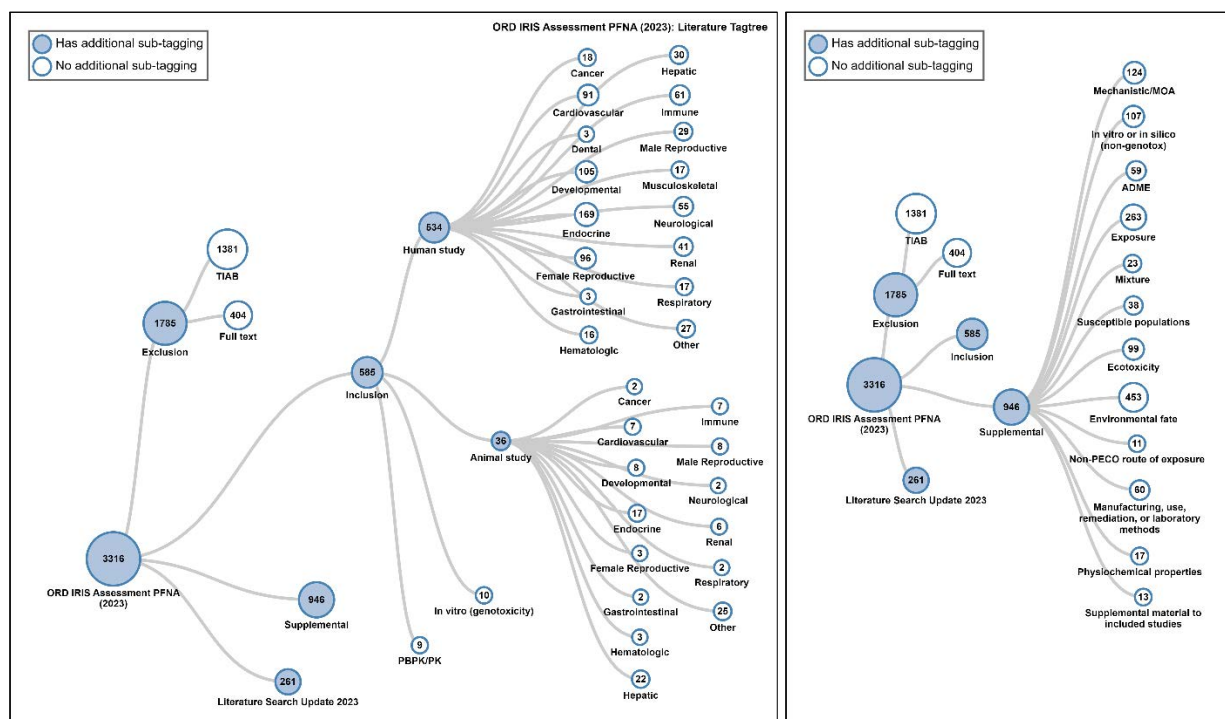 ORD IRIS Assessment PFNA (2023): Literature Tagtree
Has additional sub-tagging
No additional sub-tagging
3316
ORD IRIS Assessment PFNA
(2023)
1785
Exclusion
1381
TIAB
404
Full text
585
Inclusion
534
Human study
18
Cancer
91
Cardiovascular
3
Dental
105
Developmental
169
Endocrine
96
Female Reproductive
3
Gastrointestinal
16
Hematologic
30
Hepatic
61
Immune
29
Male Reproductive
17
Musculoskeletal
55
Neurological
41
Renal
17
Respiratory
27
Other
36
Animal study
2
Cancer
7
Cardiovascular
8
Developmental
17
Endocrine
3
Female Reproductive
2
Gastrointestinal
3
Hematologic
22
Hepatic
7
Immune
8
Male Reproductive
2
Neurological
6
Renal
2
Respiratory
25
Other
10
In vitro (genotoxicity)
9
PBPK/PK
946
Supplemental
261
Literature Search Update 2023
Has additional sub-tagging
No additional sub-tagging
1381
TIAB
404
Full text
1785
Exclusion
585
Inclusion
3316
ORD IRIS Assessment PFNA
(2023)
946
Supplemental
261
Literature Search Update 2023
124
Mechanistic/MOA
107
In vitro or in silico
(non-genotox)
59
ADME
263
Exposure
23
Mixture
38
Susceptible populations
99
Ecotoxicity
453
Environmental fate
11
Non-PECO route of exposure
60
Manufacturing, use,
remediation, or laboratory
methods
17
Physiochemical properties
13
Supplemental material to
included studies